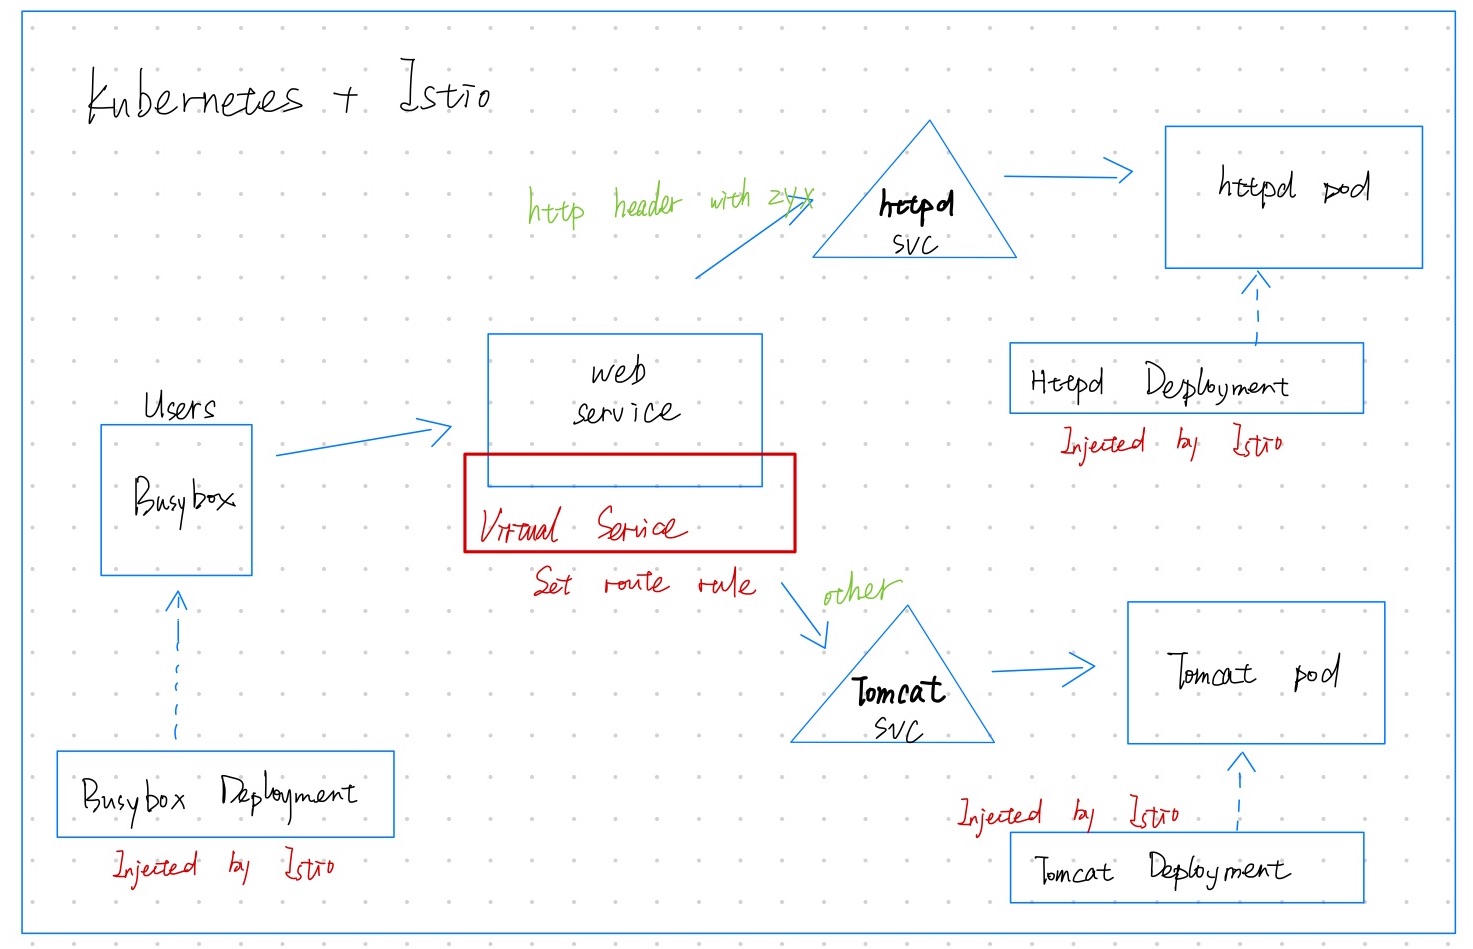 Kubernetes + Istio
http header with zyx
httpd
svc
httpd pod
Httpd Deployment
Injected by Istio
web
service
Users
Busybox
Virtual Service
Set route rule
other
Tomcat
svc
Tomcat pod
Busybox Deployment
Injected by Istio
Injected by Istio
Tomcat Deployment